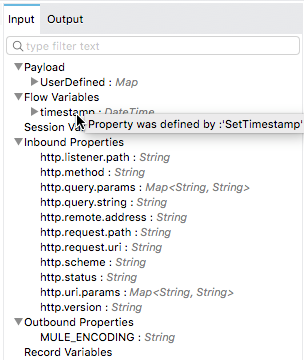 Input Output
type filter text
Payload
UserDefined : Map
Flow Variables
timestamp : DateTime
Property was defined by :'SetTimestamp'
Session Va
Inbound Properties
http.listener.path : String
http.method : String
http.query.params : Map<String, String>
http.query.string : String
http.remote.address : String
http.request.path : String
http.request.uri : String
http.scheme : String
http.status : String
http.uri.params : Map<String, String>
http.version : String
Outbound Properties
MULE_ENCODING : String
Record Variables